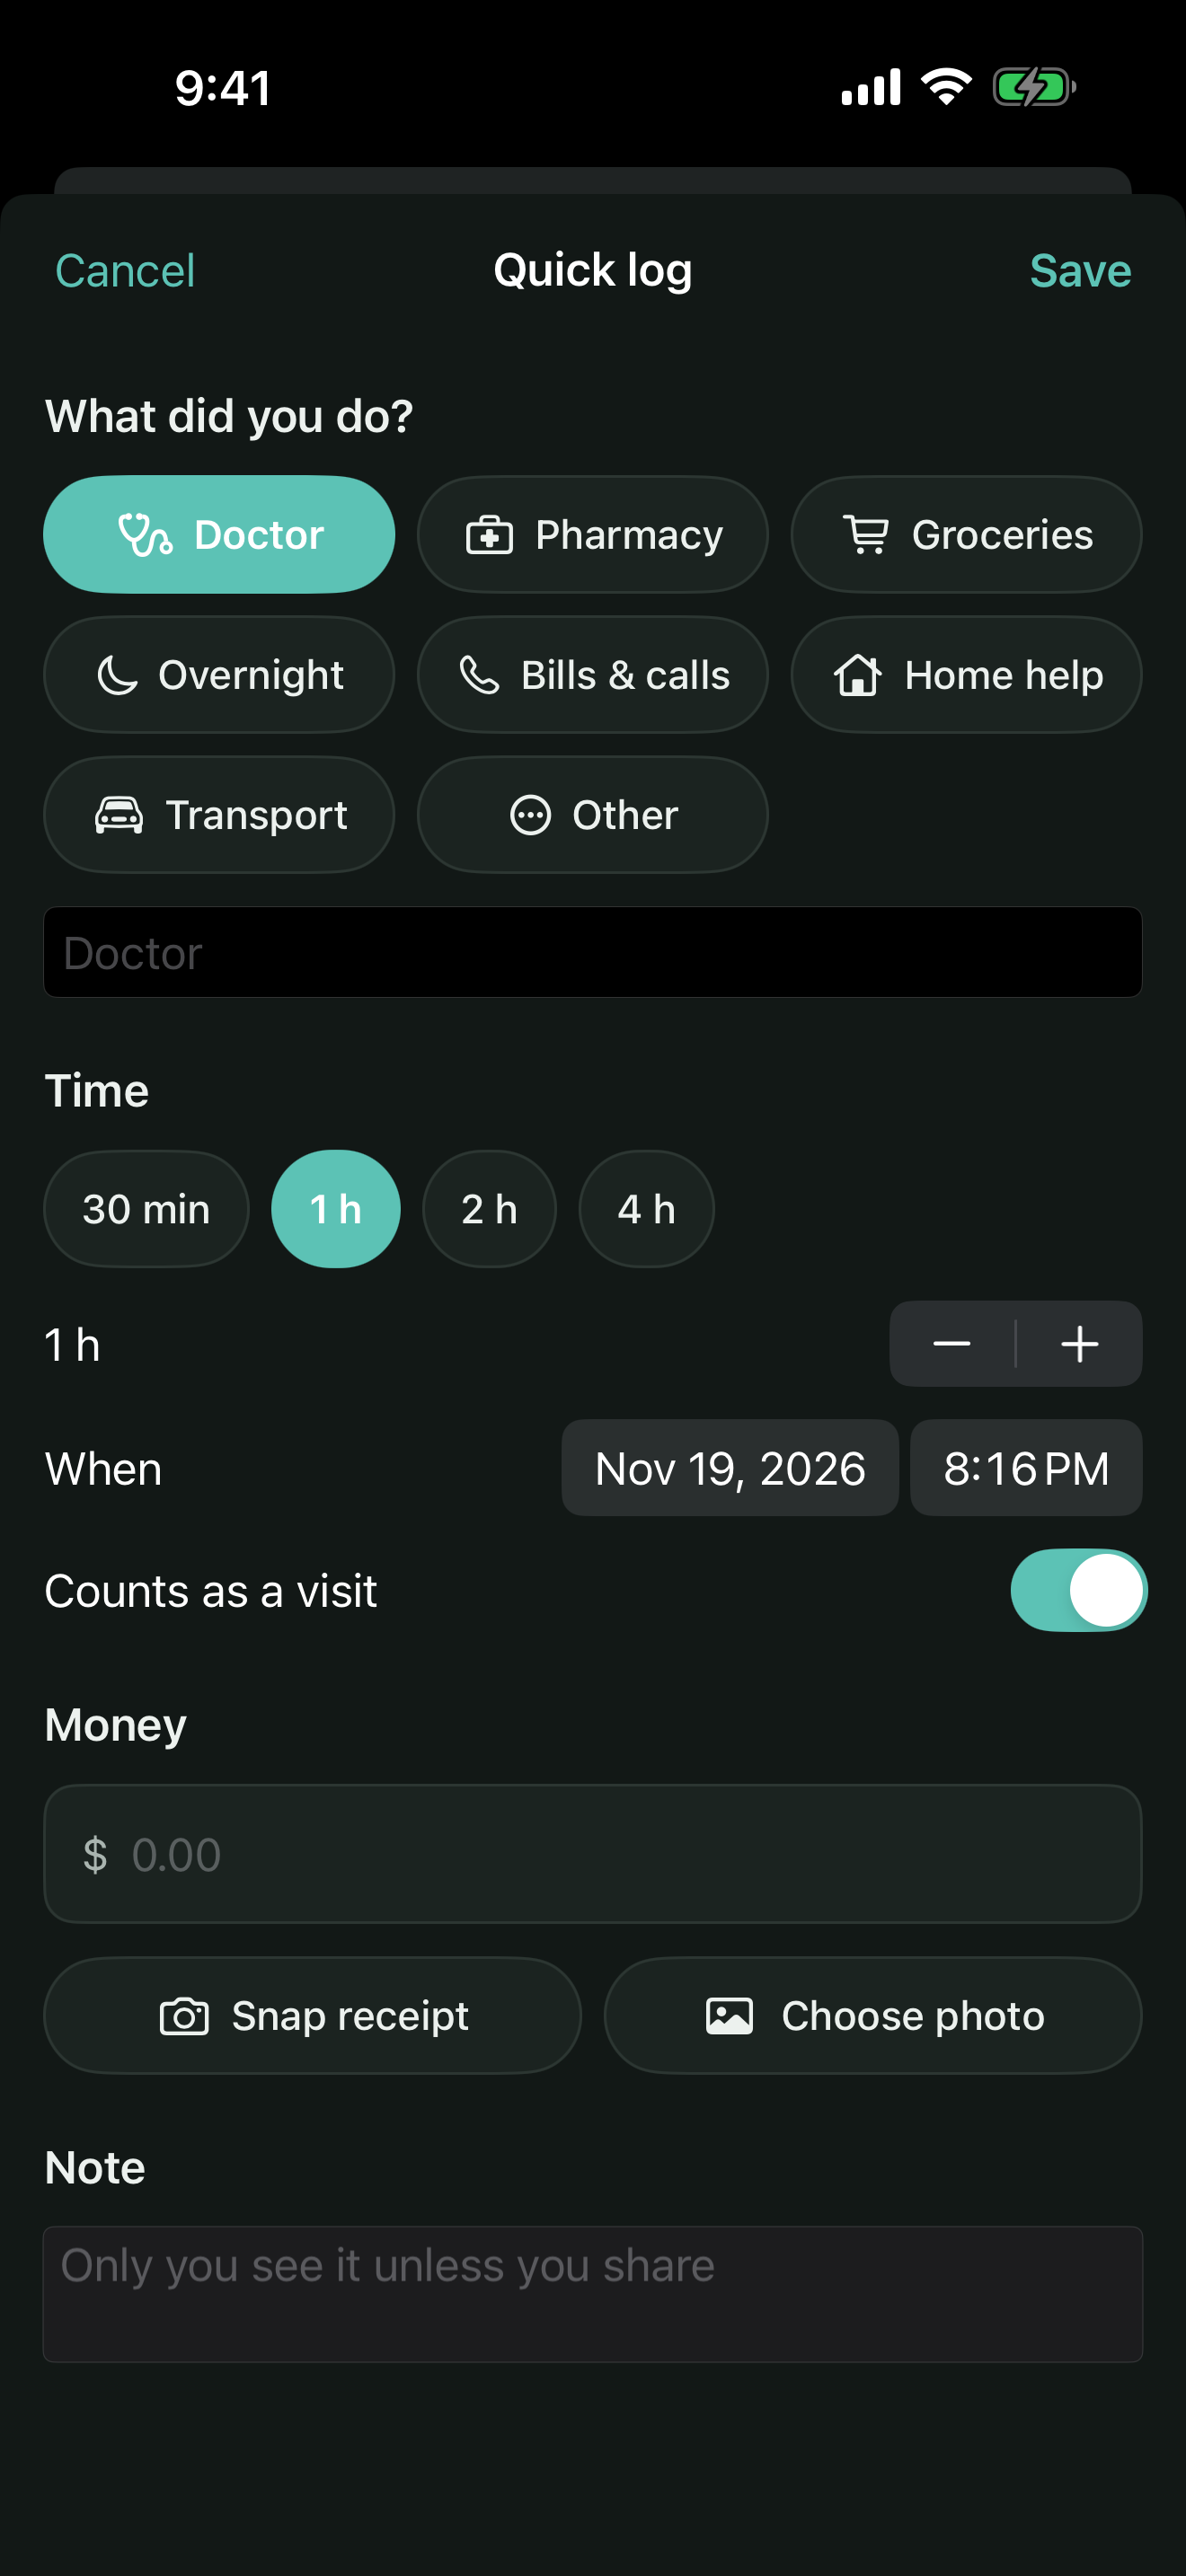 9:41
Cancel
Quick log
Save
What did you do?
Doctor
Pharmacy
Groceries
Overnight
Bills & calls
Home help
Transport
Other
Doctor
Time
30 min
1 h
2 h
4 h
1 h
When
Nov 19, 2026
8:16 PM
Counts as a visit
Money
$ 0.00
Snap receipt
Choose photo
Note
Only you see it unless you share